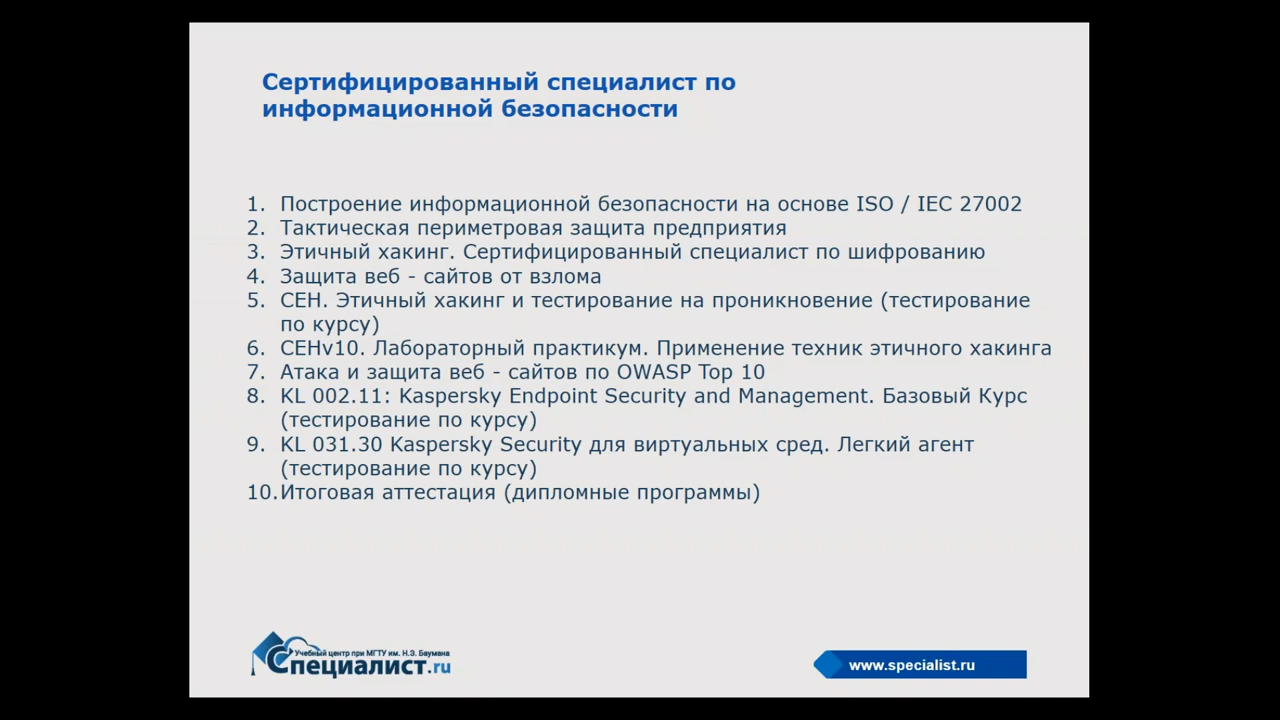 Сертифицированный специалист по
информационной безопасности
1. Построение информационной безопасности на основе ISO / IEC 27002
2. Тактическая периметровая защита предприятия
3. Этичный хакинг. Сертифицированный специалист по шифрованию
4. Защита веб - сайтов от взлома
5. CEH. Этичный хакинг и тестирование на проникновение (тестирование
по курсу)
6. CEHv10. Лабораторный практикум. Применение техник этичного хакинга
7. Атака и защита веб - сайтов по OWASP Top 10
8. KL 002.11: Kaspersky Endpoint Security and Management. Базовый Курс
(тестирование по курсу)
9. KL 031.30 Kaspersky Security для виртуальных сред. Легкий агент
(тестирование по курсу)
10. Итоговая аттестация (дипломные программы)
Учебный центр при МГТУ им. Н.Э. Баумана
Специалист.ru
www.specialist.ru